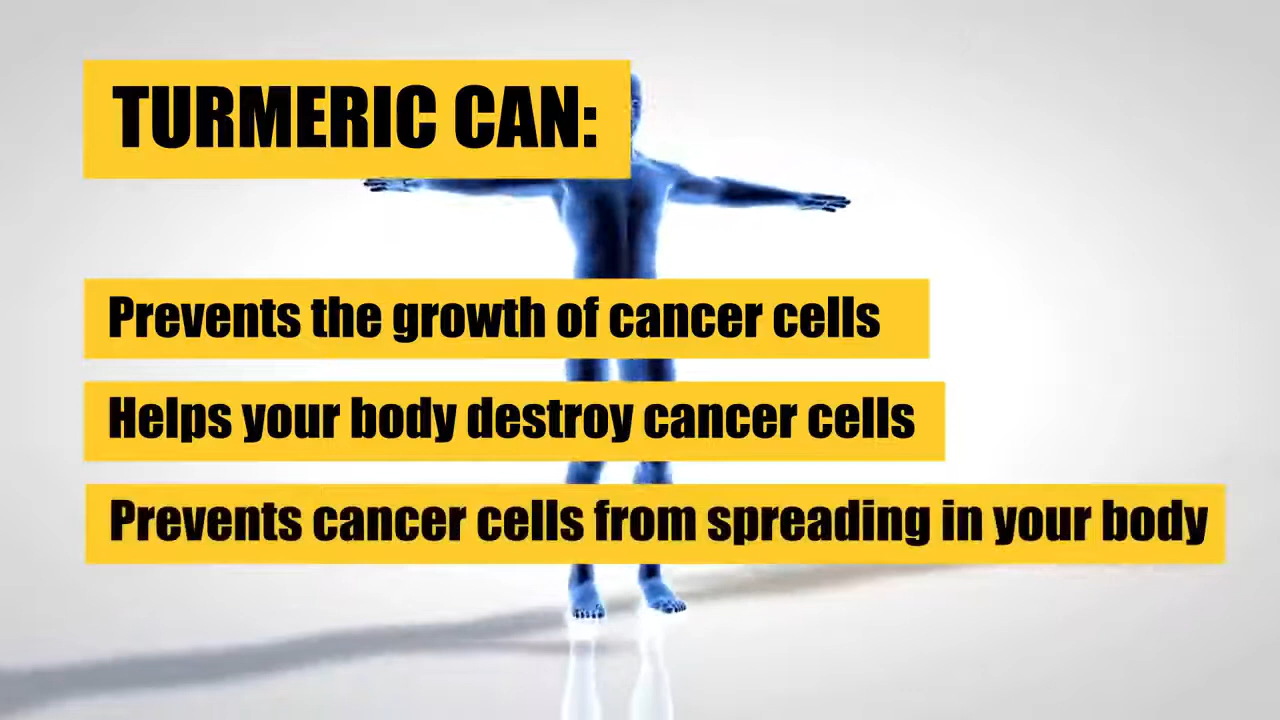 TURMERIC CAN:
Prevents the growth of cancer cells
Helps your body destroy cancer cells
Prevents cancer cells from spreading in your body